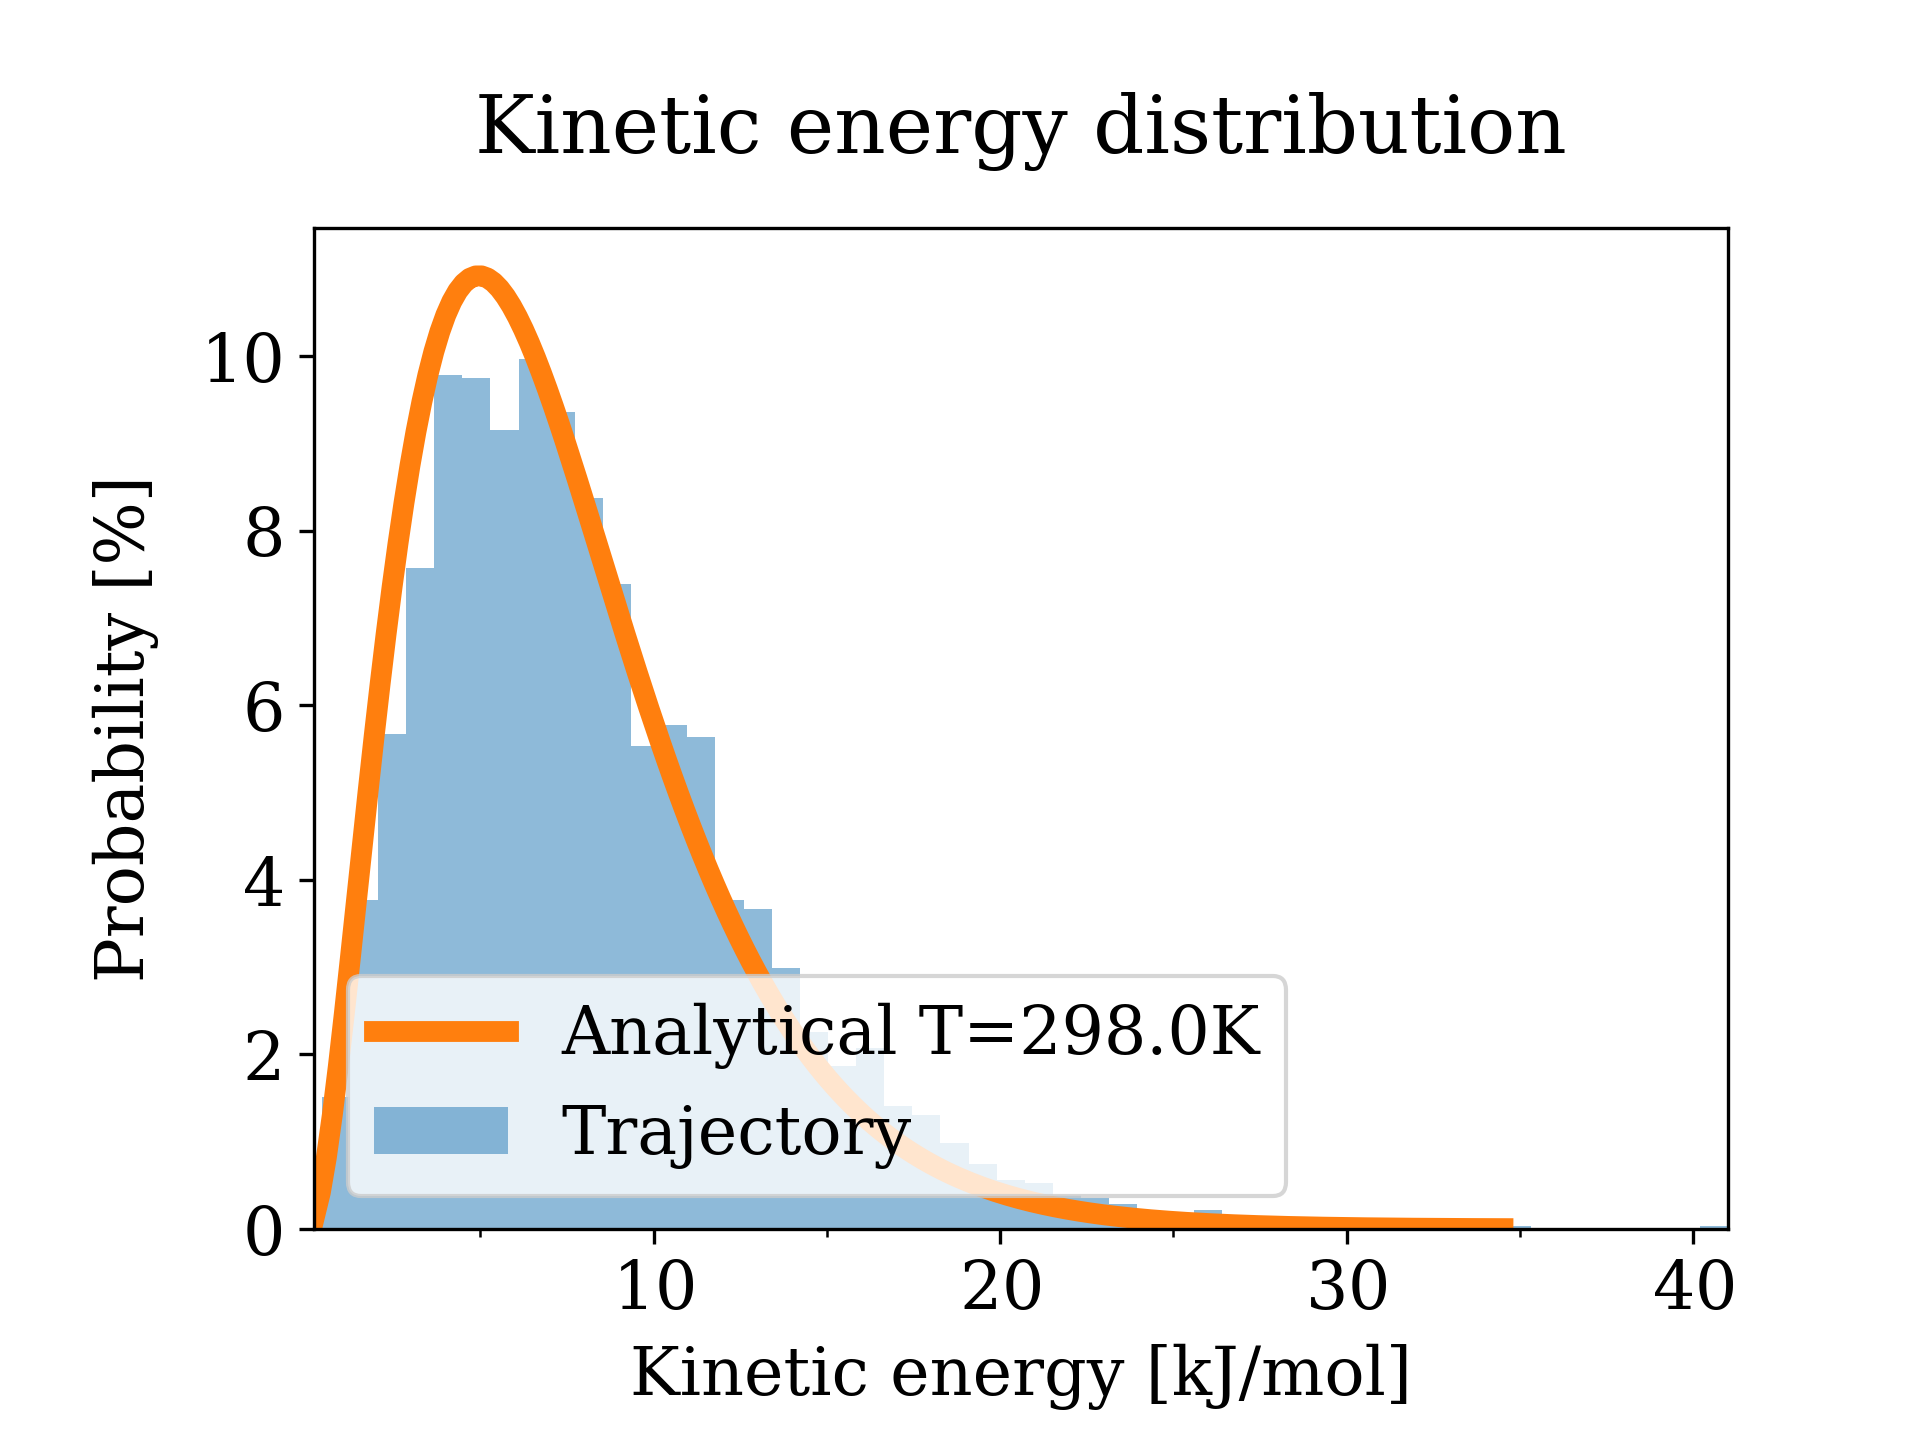 Kinetic energy distribution
10
8
6
4
2
0
Probability [%]
Analytical T=298.0K
Trajectory
10 20 30 40
Kinetic energy [kJ/mol]